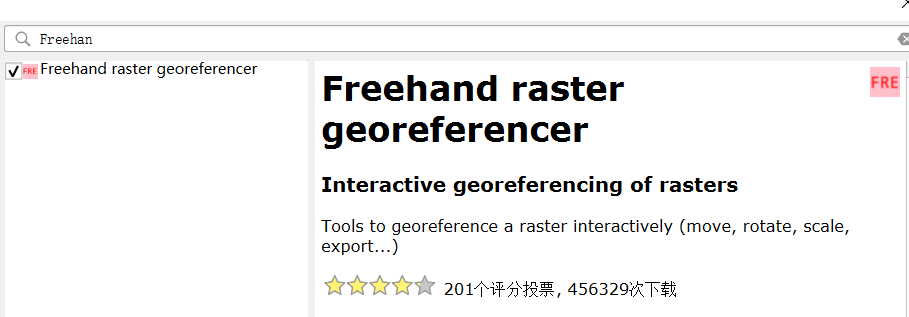 Freehan
FRE Freehand raster georeferencer
Freehand raster
georeferencer
FRE
Interactive georeferencing of rasters
Tools to georeference a raster interactively (move, rotate, scale,
export...)
201个评分投票, 456329次下载